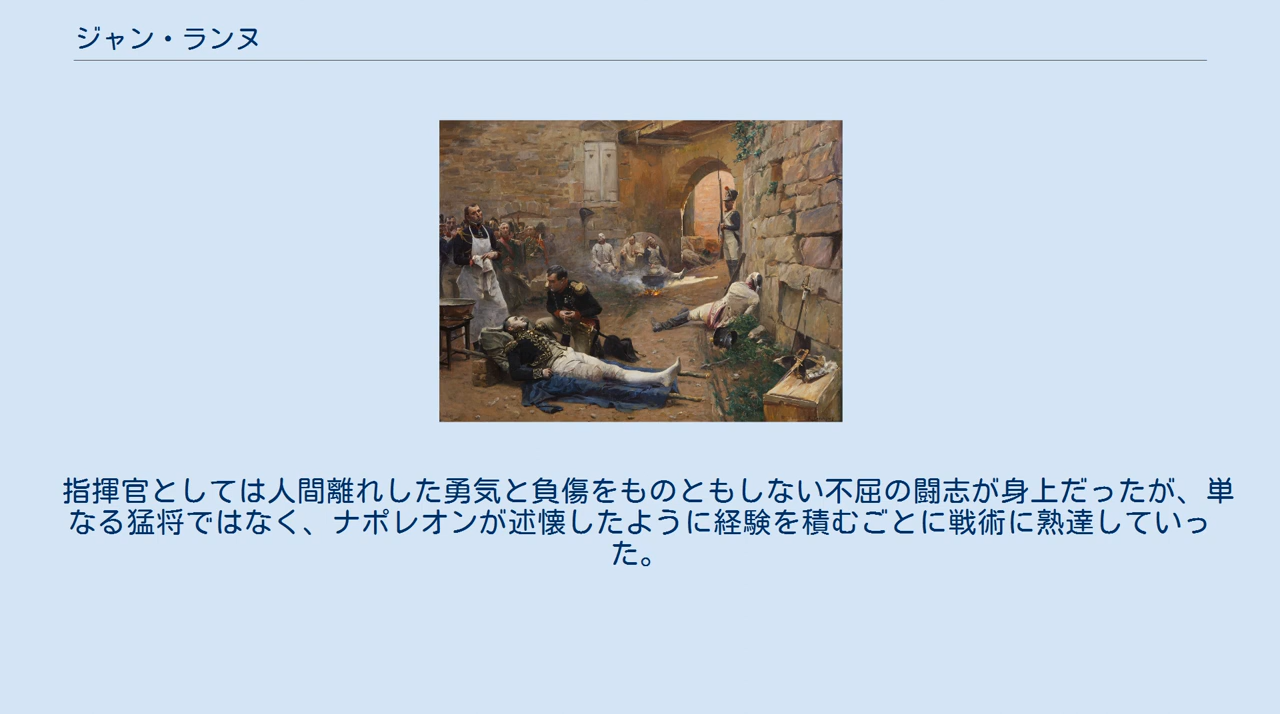 ジャン・ランヌ
指揮官としては人間離れした勇気と負傷をものともしない不屈の闘志が身上だったが、単
なる猛将ではなく、ナポレオンが述懐したように経験を積むごとに戦術に熟達していっ
た。